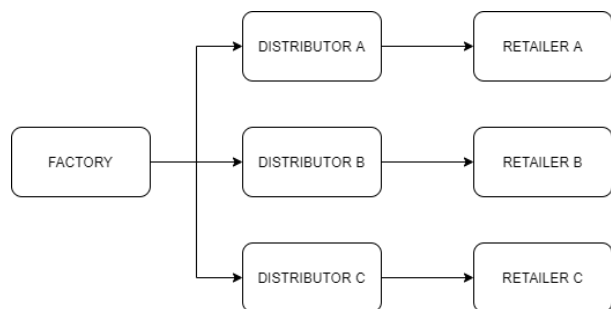 DISTRIBUTOR A
RETAILER A
FACTORY
DISTRIBUTOR B
RETAILER B
DISTRIBUTOR C
RETAILER C